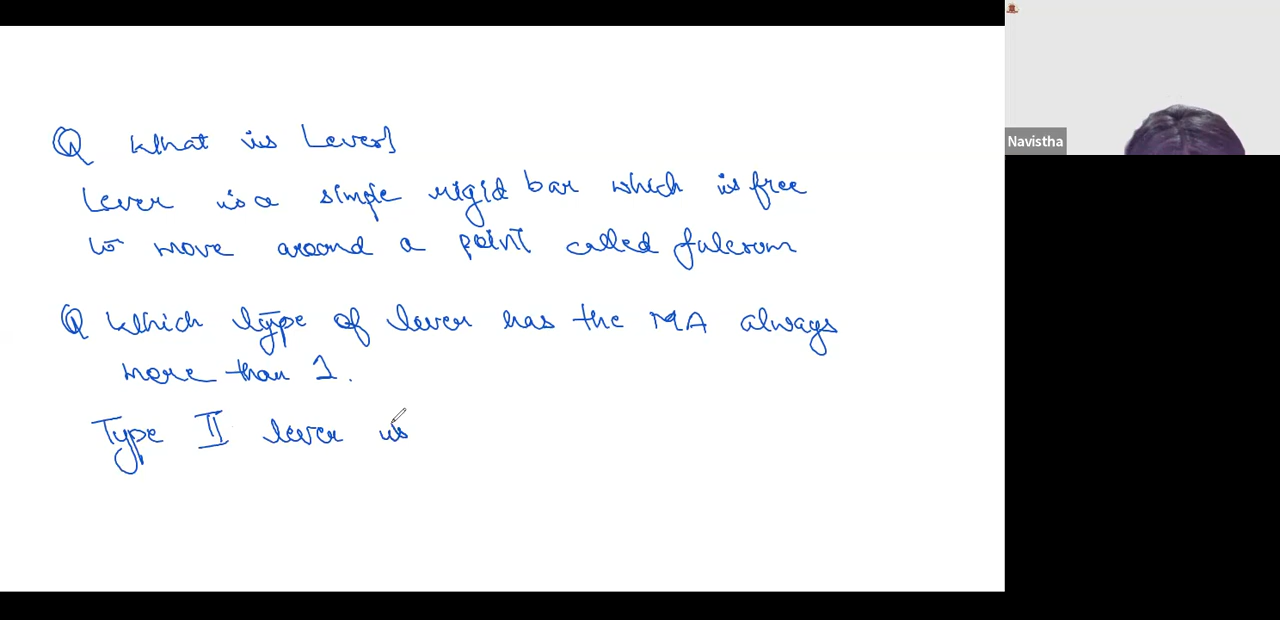 Q What is Lever?
Lever is a simple rigid bar which is free
to move around a point called fulcrum
Q Which type of lever has the MA always
more than 1.
Type II lever is
Navistha